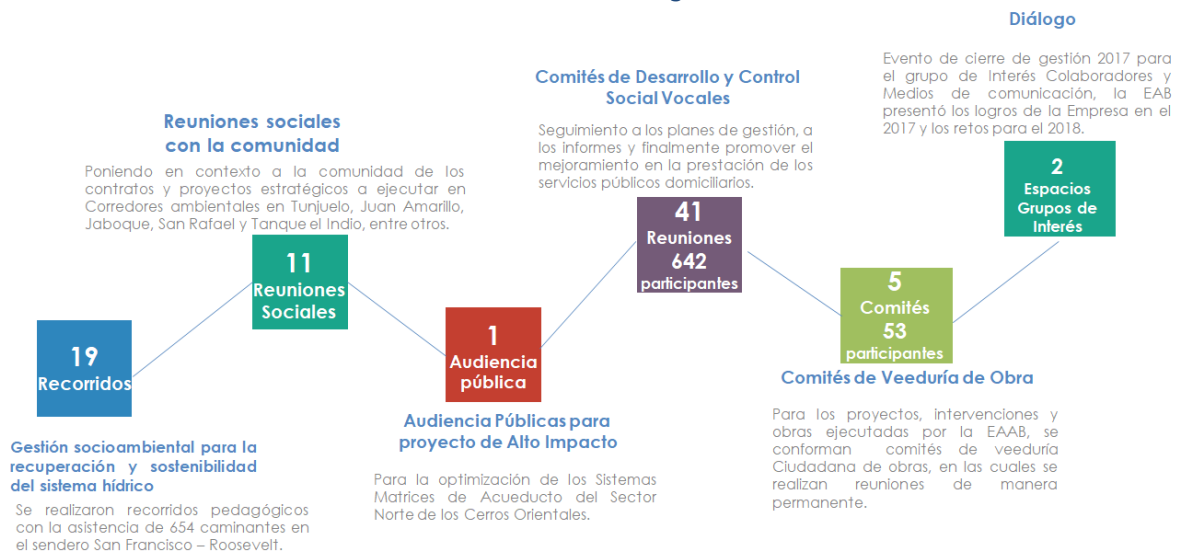 Diálogo
Evento de cierre de gestión 2017 para
el grupo de Interés Colaboradores y
Medios de comunicación, la EAB
presentó los logros de la Empresa en el
2017 y los retos para el 2018.
2
Espacios
Grupos de
Interés
Comités de Desarrollo y Control
Social Vocales
Seguimiento a los planes de gestión, a
los informes y finalmente promover el
mejoramiento en la prestación de los
servicios públicos domiciliarios.
41
Reuniones
642
participantes
Reuniones sociales
con la comunidad
Poniendo en contexto a la comunidad de los
contratos y proyectos estratégicos a ejecutar en
Corredores ambientales en Tunjuelo, Juan Amarillo,
Jaboque, San Rafael y Tanque el Indio, entre otros.
11
Reuniones
Sociales
19
Recorridos
Gestión socioambiental para la
recuperación y sostenibilidad
del sistema hídrico
Se realizaron recorridos pedagógicos
con la asistencia de 654 caminantes en
el sendero San Francisco – Roosevelt.
1
Audiencia
pública
Audiencia Públicas para
proyecto de Alto Impacto
Para la optimización de los Sistemas
Matrices de Acueducto del Sector
Norte de los Cerros Orientales.
5
Comités
53
participantes
Comités de Veeduría de Obra
Para los proyectos, intervenciones y
obras ejecutadas por la EAAB, se
conforman comités de veeduría
Ciudadana de obras, en las cuales se
realizan reuniones de manera
permanente.